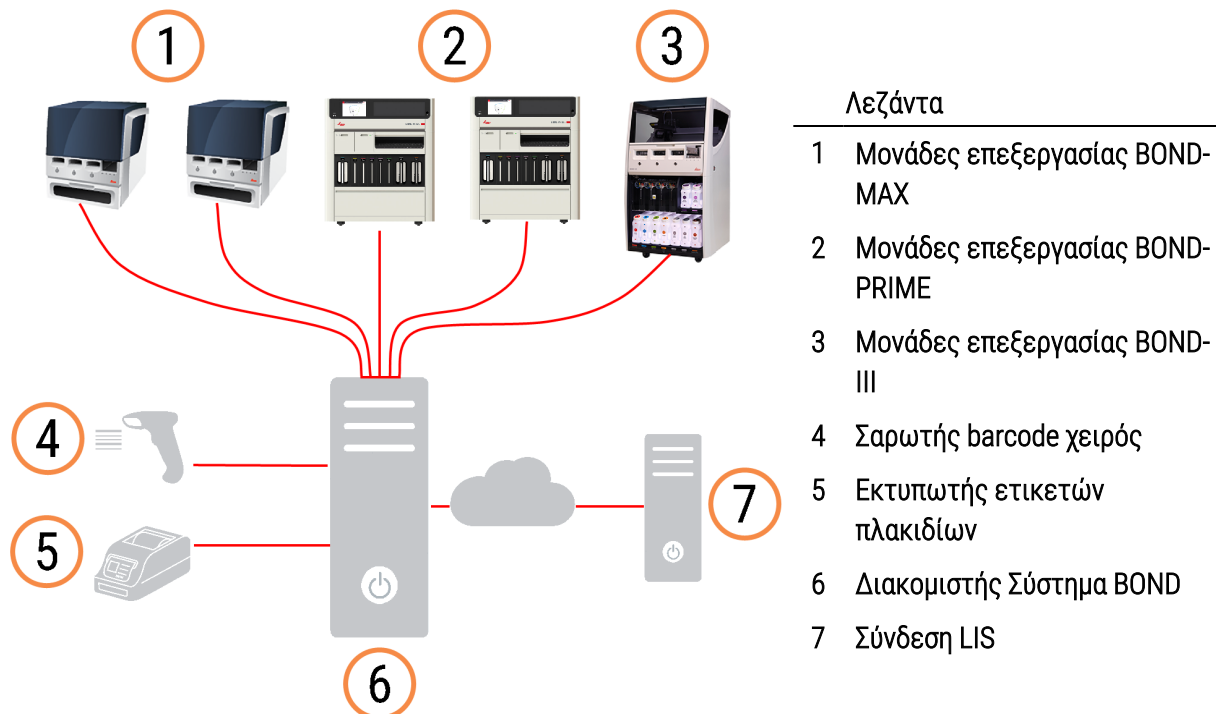 1
2
3
Λεζάντα
1 Μονάδες επεξεργασίας BOND-
MAX
2 Μονάδες επεξεργασίας BOND-
PRIME
3 Μονάδες επεξεργασίας BOND-
III
4 Σαρωτής barcode χειρός
5 Εκτυπωτής ετικετών
πλακιδίων
6 Διακομιστής Σύστημα BOND
7 Σύνδεση LIS
4
5
7
6